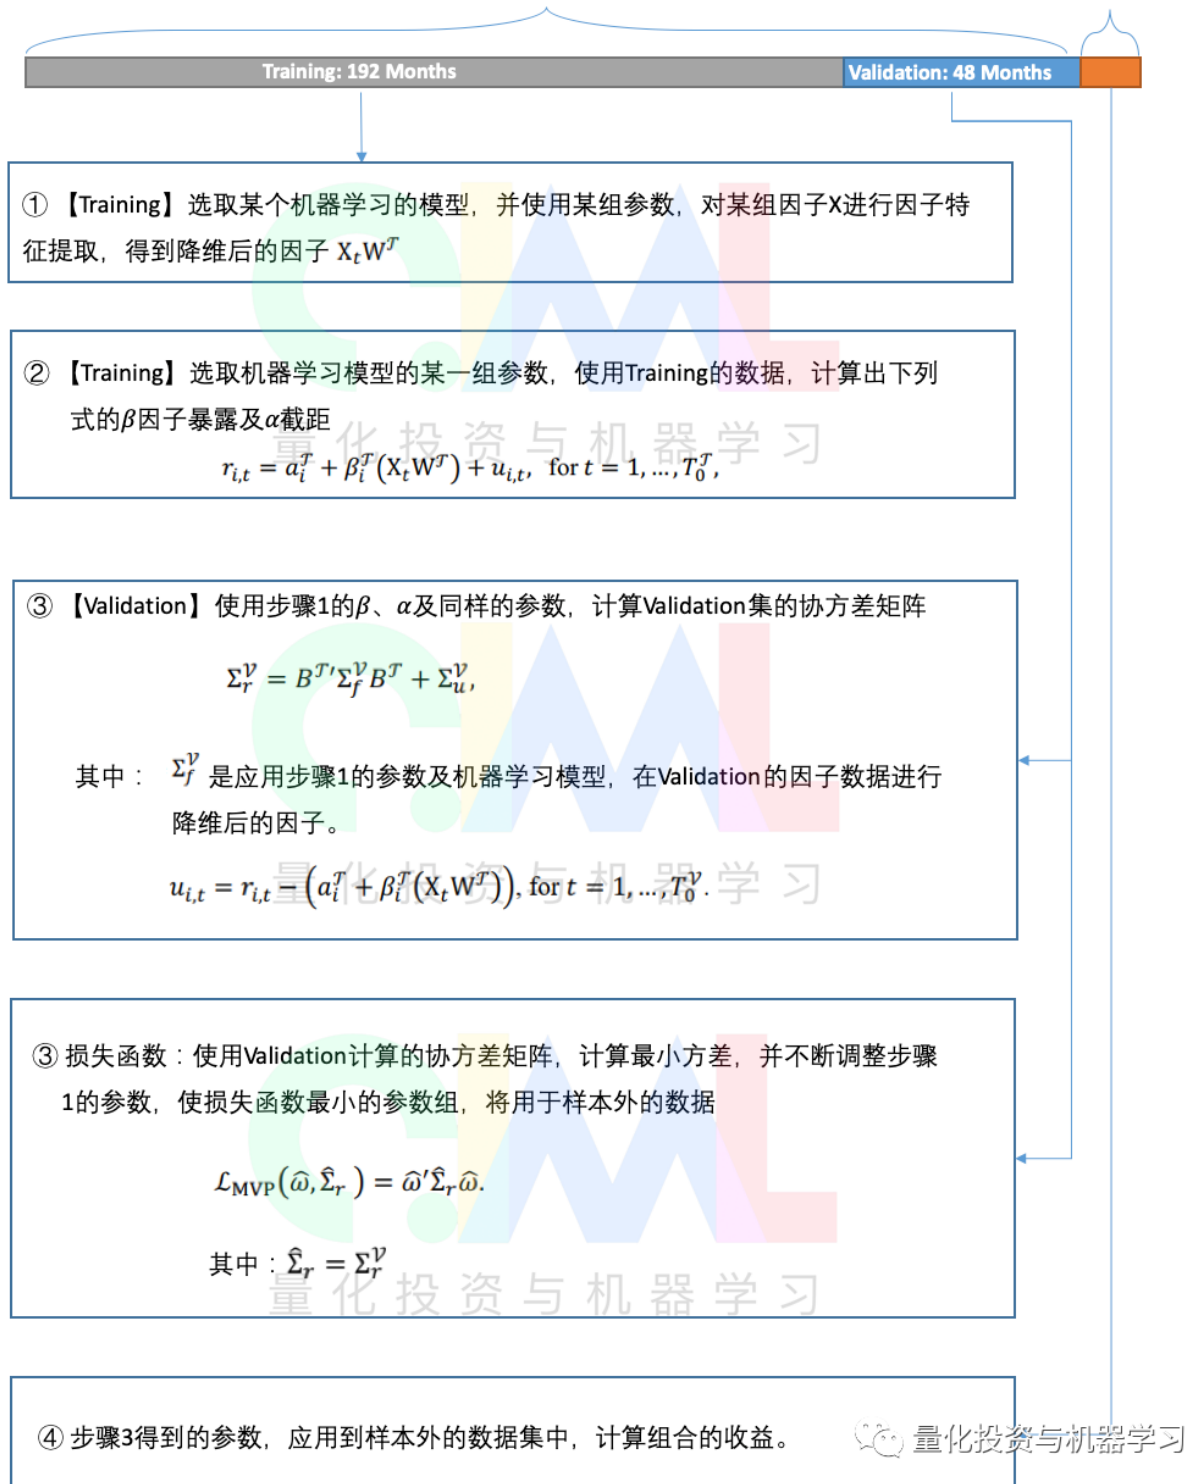 Training: 192 Months
Validation: 48 Months
① 【Training】选取某个机器学习的模型，并使用某组参数，对某组因子X进行因子特
征提取，得到降维后的因子 XₜW^𝒯
② 【Training】选取机器学习模型的某一组参数，使用Training的数据，计算出下列
式的β因子暴露及α截距
r_{i,t} = a_i^𝒯 + β_i^𝒯(XₜW^𝒯) + u_{i,t}, for t = 1, …, T_0^𝒯,
量化投资与机器学习
③ 【Validation】使用步骤1的β、α及同样的参数，计算Validation集的协方差矩阵
Σ_r^𝒱 = B^𝒯′Σ_f^𝒱B^𝒯 + Σ_u^𝒱,
其中： Σ_f^𝒱 是应用步骤1的参数及机器学习模型，在Validation的因子数据进行
降维后的因子。
u_{i,t} = r_{i,t} − (a_i^𝒯 + β_i^𝒯(XₜW^𝒯)), for t = 1, …, T_0^𝒱.
量化投资与机器学习
③ 损失函数：使用Validation计算的协方差矩阵，计算最小方差，并不断调整步骤
1的参数，使损失函数最小的参数组，将用于样本外的数据
ℒ_MVP(ω̂, Σ̂_r) = ω̂′Σ̂_rω̂.
其中：Σ̂_r = Σ_r^𝒱
量化投资与机器学习
④ 步骤3得到的参数，应用到样本外的数据集中，计算组合的收益。
量化投资与机器学习